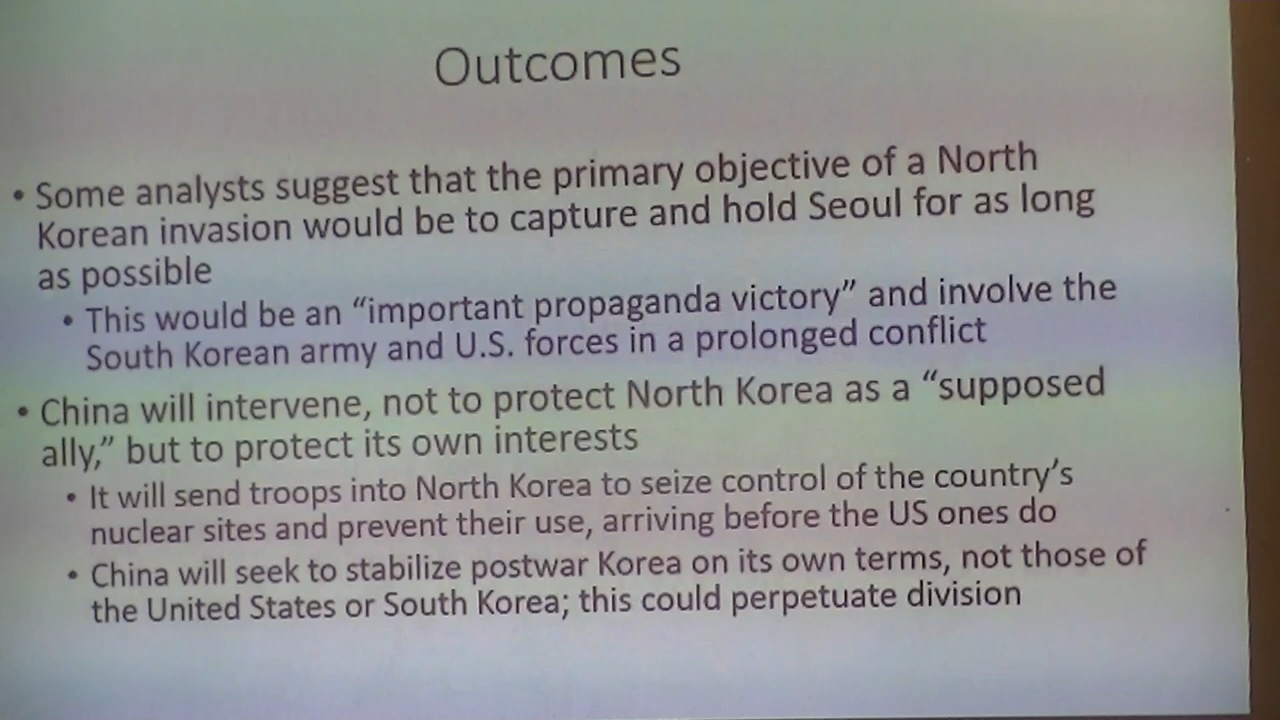 Outcomes
• Some analysts suggest that the primary objective of a North
Korean invasion would be to capture and hold Seoul for as long
as possible
• This would be an “important propaganda victory” and involve the
South Korean army and U.S. forces in a prolonged conflict
• China will intervene, not to protect North Korea as a “supposed
ally,” but to protect its own interests
• It will send troops into North Korea to seize control of the country’s
nuclear sites and prevent their use, arriving before the US ones do
• China will seek to stabilize postwar Korea on its own terms, not those of
the United States or South Korea; this could perpetuate division